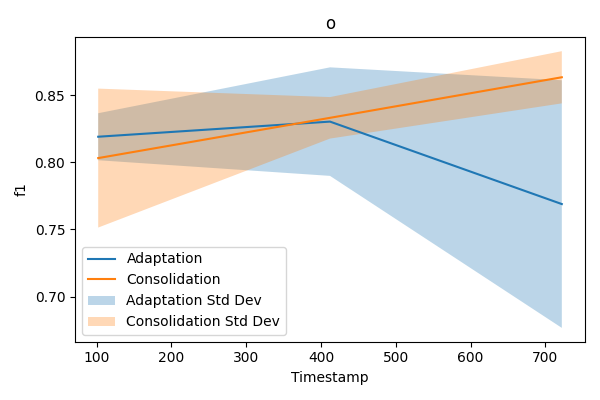 o
f1
0.85
0.80
0.75
0.70
Adaptation
Consolidation
Adaptation Std Dev
Consolidation Std Dev
100 200 300 400 500 600 700
Timestamp